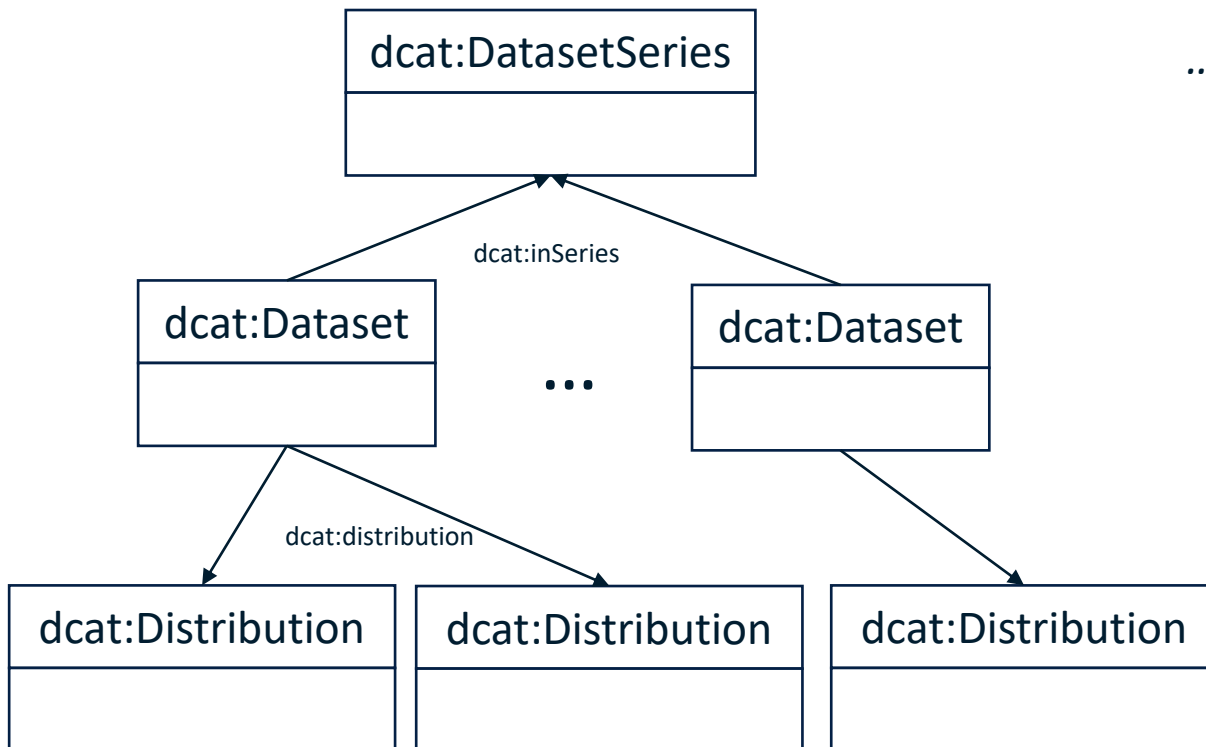 dcat:DatasetSeries
..
dcat:inSeries
dcat:Dataset
dcat:Dataset
...
dcat:distribution
dcat:Distribution
dcat:Distribution
dcat:Distribution